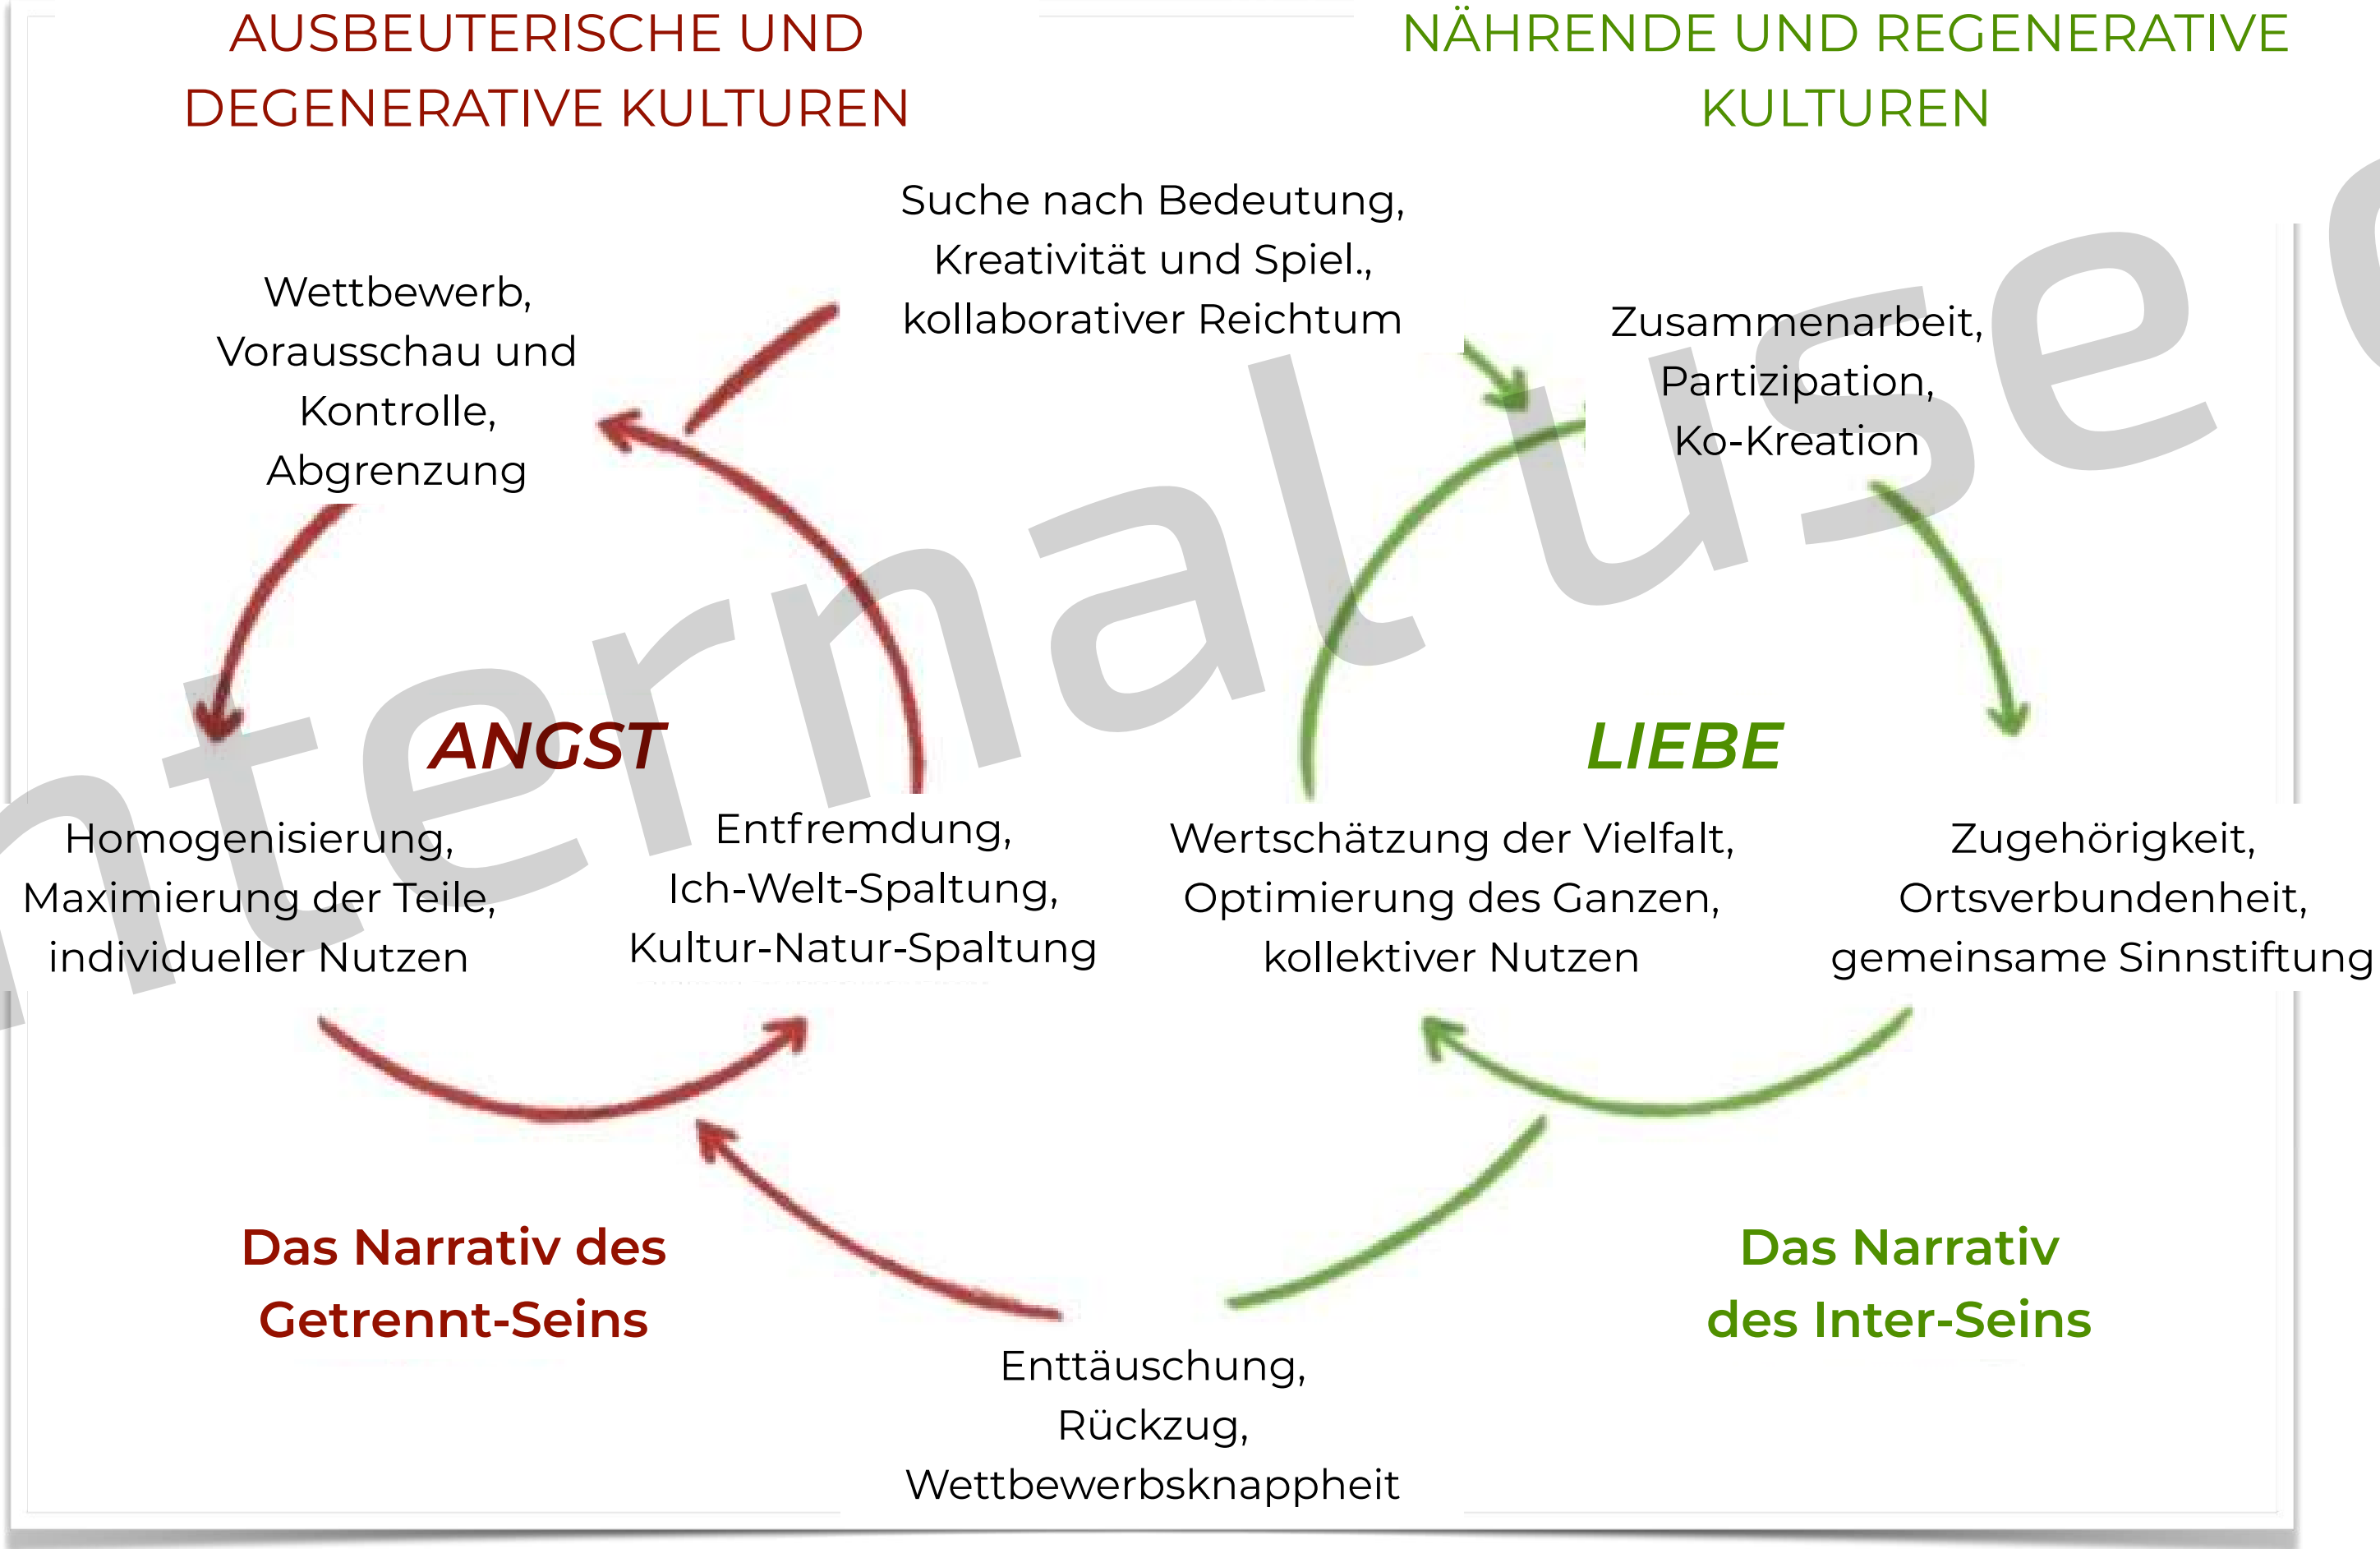 AUSBEUTERISCHE UND
DEGENERATIVE KULTUREN
NÄHRENDE UND REGENERATIVE
KULTUREN
Suche nach Bedeutung,
Kreativität und Spiel.,
kollaborativer Reichtum
Wettbewerb,
Vorausschau und
Kontrolle,
Abgrenzung
Zusammenarbeit,
Partizipation,
Ko-Kreation
ANGST
LIEBE
Homogenisierung,
Maximierung der Teile,
individueller Nutzen
Entfremdung,
Ich-Welt-Spaltung,
Kultur-Natur-Spaltung
Wertschätzung der Vielfalt,
Optimierung des Ganzen,
kollektiver Nutzen
Zugehörigkeit,
Ortsverbundenheit,
gemeinsame Sinnstiftung
Das Narrativ des
Getrennt-Seins
Das Narrativ
des Inter-Seins
Enttäuschung,
Rückzug,
Wettbewerbsknappheit
nternal use